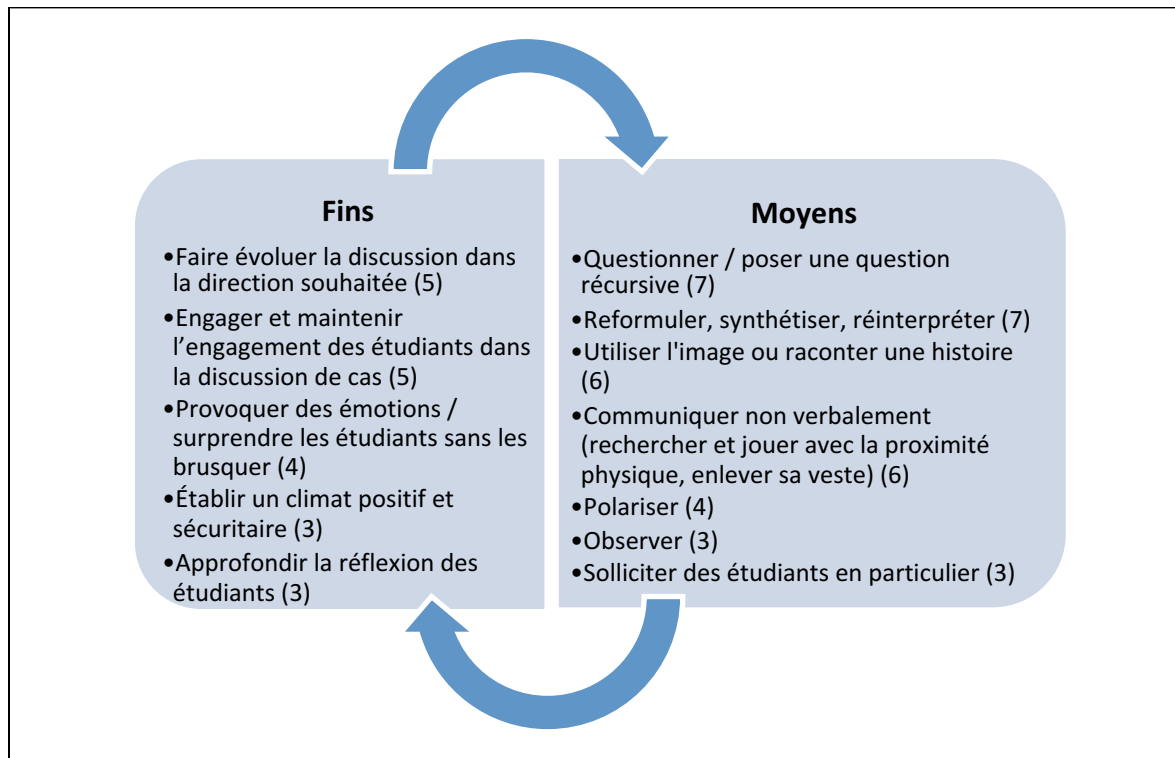 Fins
•Faire évoluer la discussion dans
la direction souhaitée (5)
•Engager et maintenir
l’engagement des étudiants dans
la discussion de cas (5)
•Provoquer des émotions /
surprendre les étudiants sans les
brusquer (4)
•Établir un climat positif et
sécuritaire (3)
•Approfondir la réflexion des
étudiants (3)
Moyens
•Questionner / poser une question
récursive (7)
•Reformuler, synthétiser, réinterpréter (7)
•Utiliser l'image ou raconter une histoire
(6)
•Communiquer non verbalement
(rechercher et jouer avec la proximité
physique, enlever sa veste) (6)
•Polariser (4)
•Observer (3)
•Solliciter des étudiants en particulier (3)